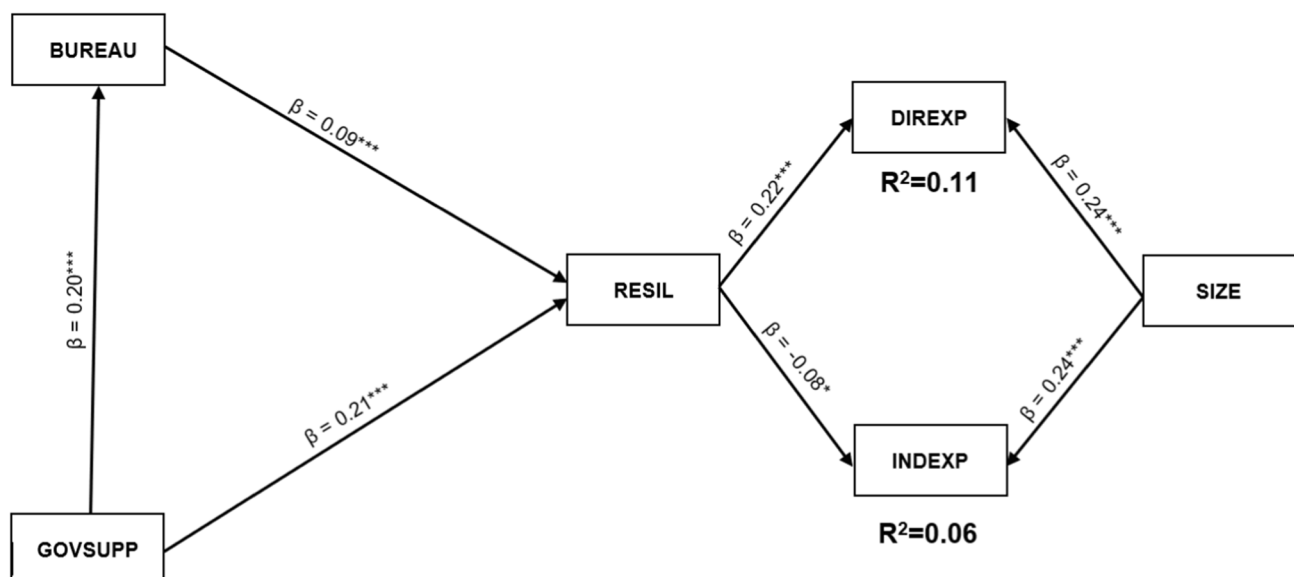 BUREAU
β = 0.09***
DIREXP
R²=0.11
β = 0.22***
β = 0.24***
β = 0.20***
RESIL
SIZE
β = 0.21***
β = -0.08*
β = 0.24***
INDEXP
R²=0.06
GOVSUPP